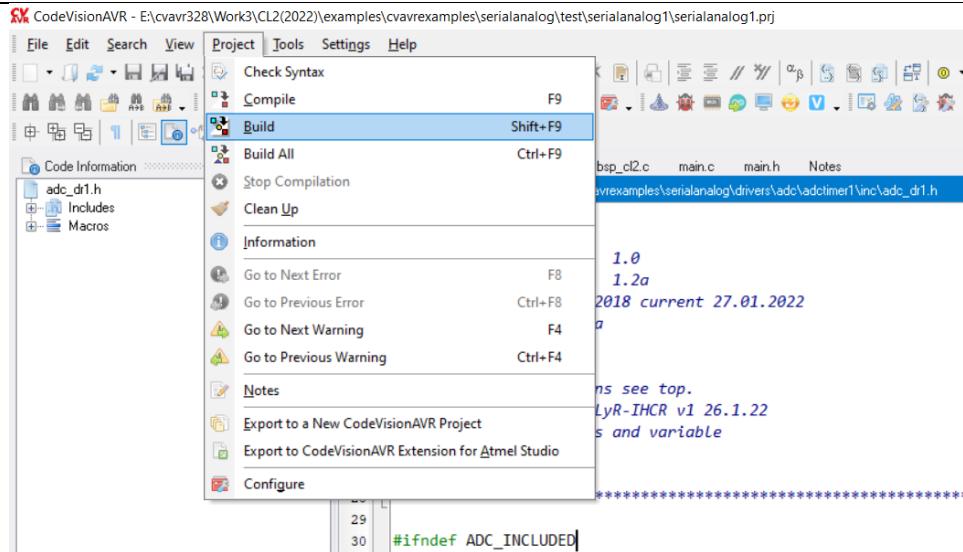 CodeVisionAVR - E:\cvavr328\Work3\CL2(2022)\examples\cvavrexamples\serialanalog\test\serialanalog1\serialanalog1.prj
File Edit Search View Project Tools Settings Help
Check Syntax
Compile F9
Build Shift+F9
Build All Ctrl+F9
Stop Compilation
Clean Up
Information
Go to Next Error F8
Go to Previous Error Ctrl+F8
Go to Next Warning F4
Go to Previous Warning Ctrl+F4
Notes
Export to a New CodeVisionAVR Project
Export to CodeVisionAVR Extension for Atmel Studio
Configure
Code Information
adc_dr1.h
Includes
Macros
bsp_cl2.c main.c main.h Notes
avrexamples\serialanalog\drivers\adc\adctimer1\inc\adc_dr1.h
1.0
1.2a
2018 current 27.01.2022
a
ns see top.
LyR-IHCR v1 26.1.22
s and variable
********************************************
29
30 #ifndef ADC_INCLUDED